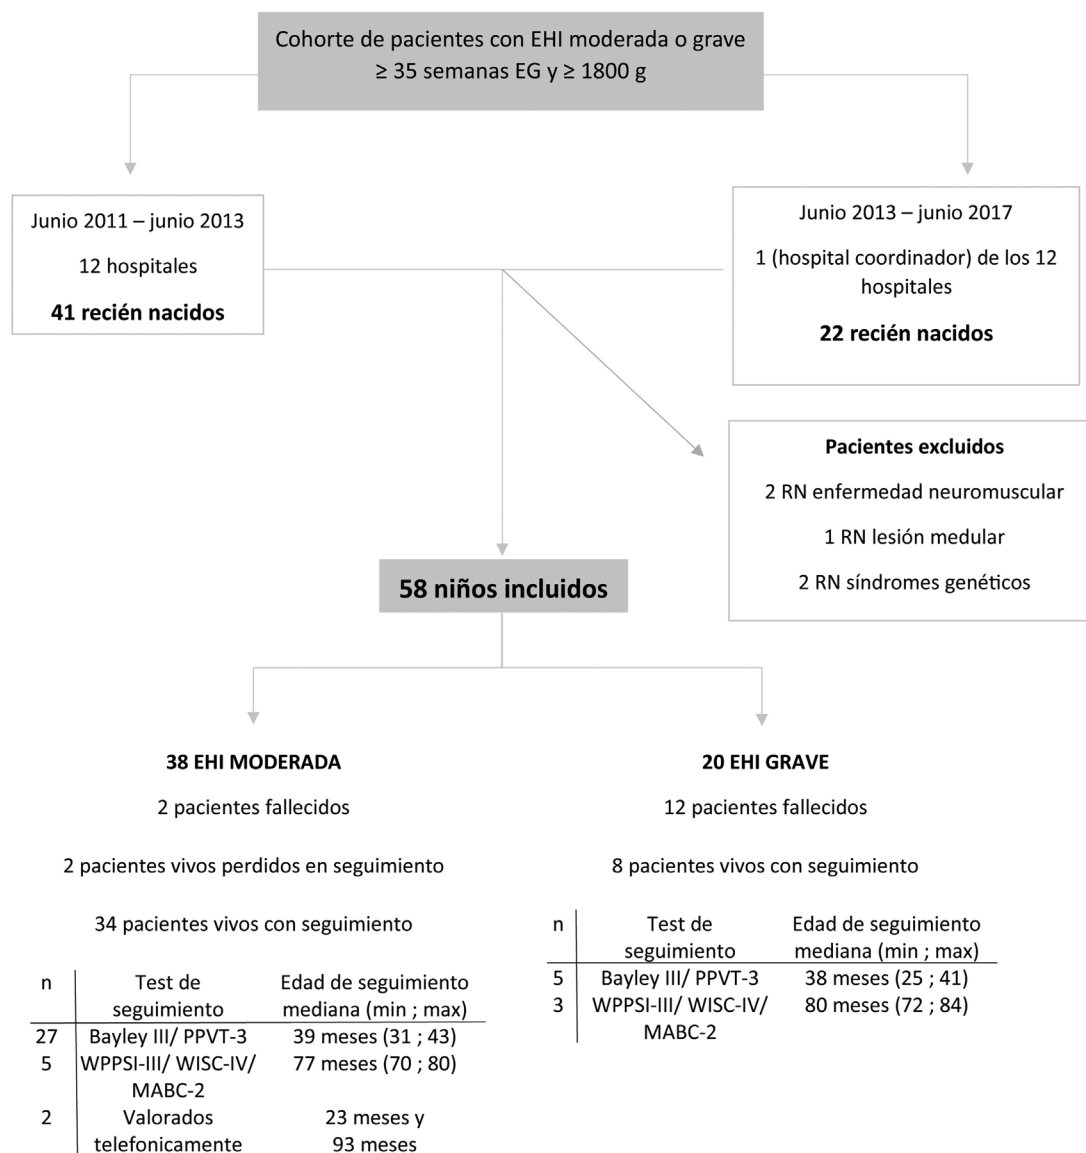 Cohorte de pacientes con EHI moderada o grave
≥ 35 semanas EG y ≥ 1800 g
Junio 2011 – junio 2013
12 hospitales
41 recién nacidos
Junio 2013 – junio 2017
1 (hospital coordinador) de los 12
hospitales
22 recién nacidos
Pacientes excluidos
2 RN enfermedad neuromuscular
1 RN lesión medular
2 RN síndromes genéticos
58 niños incluidos
38 EHI MODERADA
2 pacientes fallecidos
2 pacientes vivos perdidos en seguimiento
34 pacientes vivos con seguimiento
n Test de Edad de seguimiento
seguimiento mediana (min ; max)
27 Bayley III/ PPVT-3 39 meses (31 ; 43)
5 WPPSI-III/ WISC-IV/ 77 meses (70 ; 80)
MABC-2
2 Valorados 23 meses y
telefonicamente 93 meses
20 EHI GRAVE
12 pacientes fallecidos
8 pacientes vivos con seguimiento
n Test de Edad de seguimiento
seguimiento mediana (min ; max)
5 Bayley III/ PPVT-3 38 meses (25 ; 41)
3 WPPSI-III/ WISC-IV/ 80 meses (72 ; 84)
MABC-2